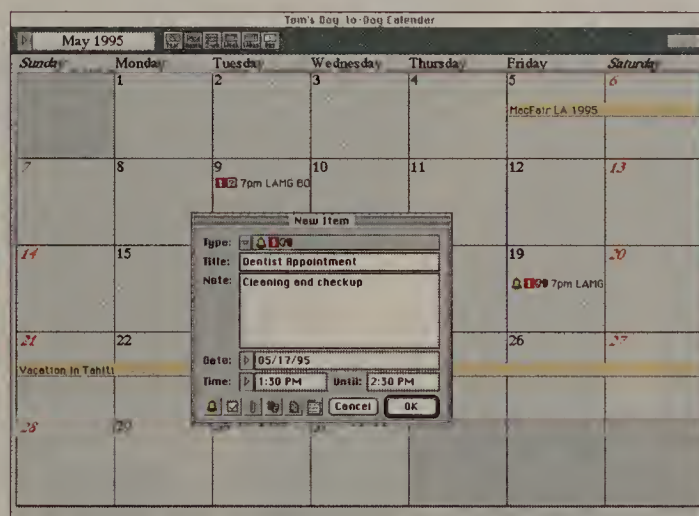 Tom's Day-to-Day Calender
May 1995
Sunday Monday Tuesday Wednesday Thursday Friday Saturday
1 2 3 4 5 6
MacFair LA 1995
7 8 9 10 11 12 13
7pm LAMG BO
New Item
Type:
14 15 19 20
Title: Dentist Appointment
Note: Cleaning and checkup
7pm LAMG
21 22 26 27
Date: 05/17/95
Vacation in Tahiti
Time: 1:30 PM Until: 2:30 PM
Cancel OK
28 29